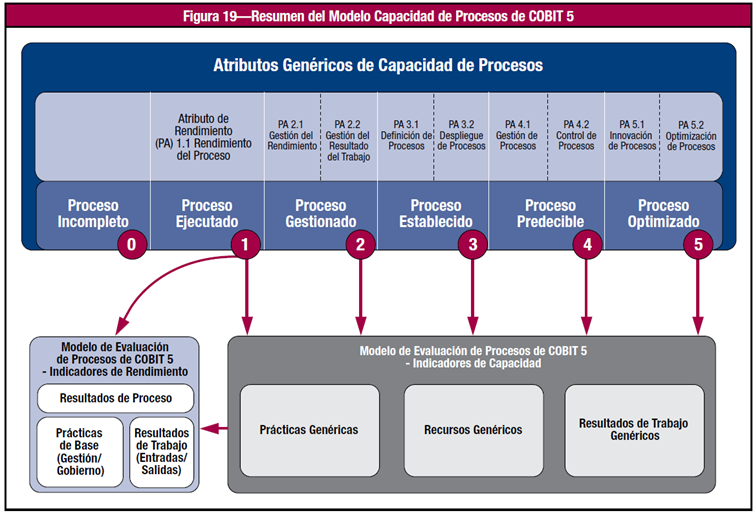 Figura 19—Resumen del Modelo Capacidad de Procesos de COBIT 5
Atributos Genéricos de Capacidad de Procesos
Atributo de
Rendimiento
(PA) 1.1 Rendimiento
del Proceso
PA 2.1
Gestión del
Rendimiento
PA 2.2
Gestión del
Resultado
del Trabajo
PA 3.1
Definición de
Procesos
PA 3.2
Despliegue
de Procesos
PA 4.1
Gestión de
Procesos
PA 4.2
Control de
Procesos
PA 5.1
Innovación
de Procesos
PA 5.2
Optimización
de Procesos
Proceso
Incompleto
0
Proceso
Ejecutado
1
Proceso
Gestionado
2
Proceso
Establecido
3
Proceso
Predecible
4
Proceso
Optimizado
5
Modelo de Evaluación
de Procesos de COBIT 5
- Indicadores de Rendimiento
Resultados de Proceso
Prácticas
de Base
(Gestión/
Gobierno)
Resultados
de Trabajo
(Entradas/
Salidas)
Modelo de Evaluación de Procesos de COBIT 5
- Indicadores de Capacidad
Prácticas Genéricas
Recursos Genéricos
Resultados de Trabajo
Genéricos